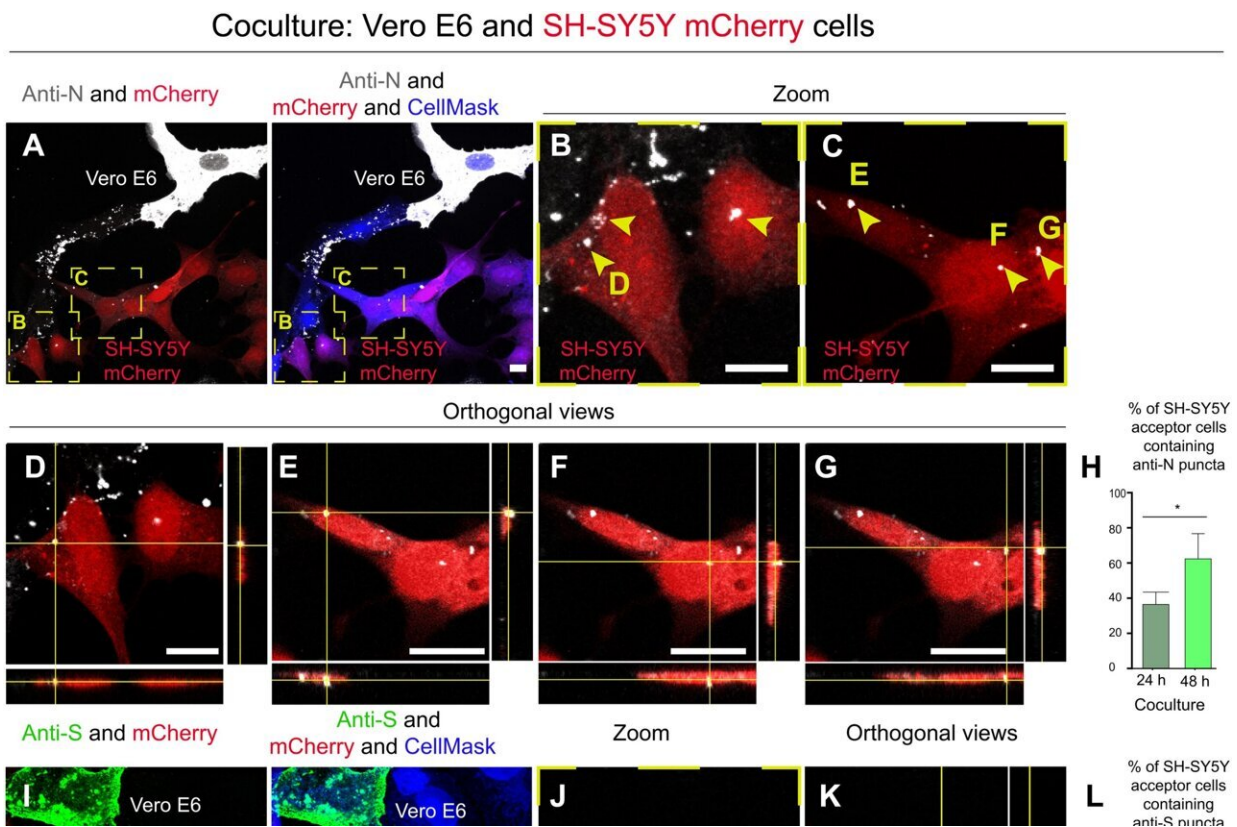 Coculture: Vero E6 and SH-SY5Y mCherry cells
Anti-N and mCherry
Anti-N and
mCherry and CellMask
Zoom
A
Vero E6
C
B
SH-SY5Y
mCherry
Vero E6
C
B
SH-SY5Y
mCherry
B
D
SH-SY5Y
mCherry
C
E
F
G
SH-SY5Y
mCherry
Orthogonal views
D
E
F
G
H
% of SH-SY5Y
acceptor cells
containing
anti-N puncta
100
80
60
40
20
0
*
24 h
48 h
Coculture
Anti-S and mCherry
Anti-S and
mCherry and CellMask
Zoom
Orthogonal views
I
Vero E6
Vero E6
J
K
L
% of SH-SY5Y
acceptor cells
containing
anti-S puncta